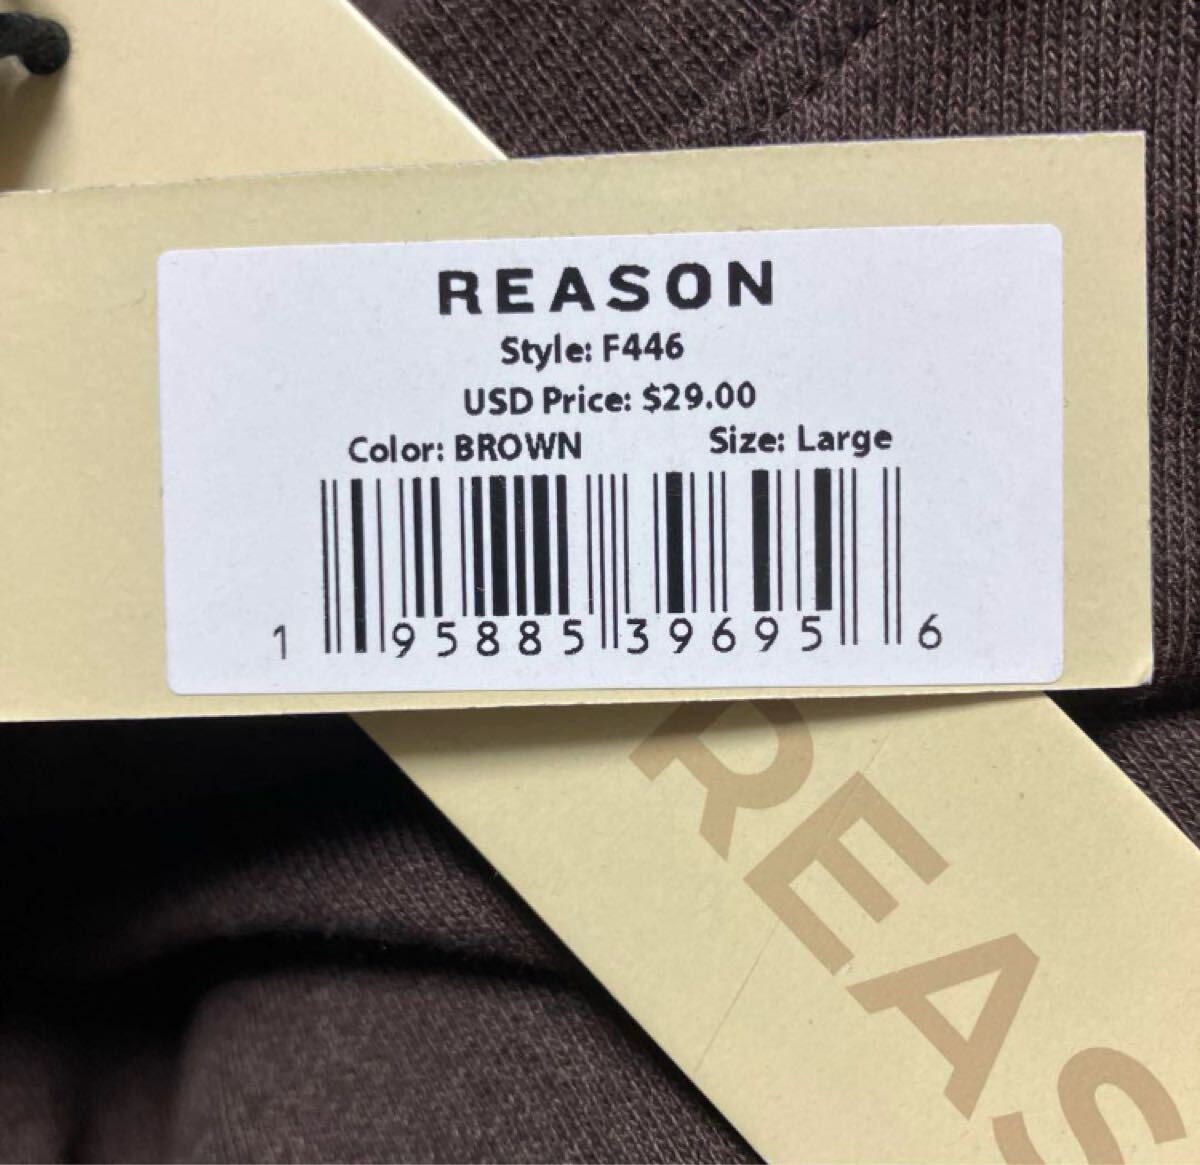 REASON
Style: F446
USD Price: $29.00
Color: BROWN Size: Large
1 95885 39695 6
REAS